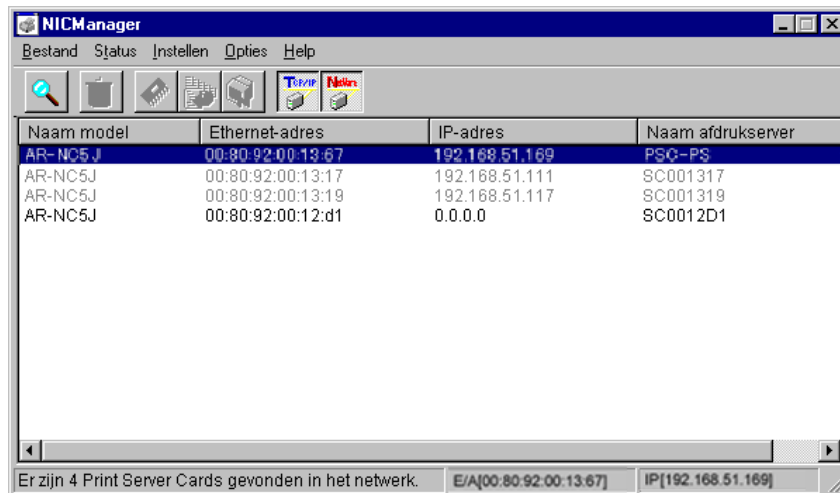 NICManager
Bestand Status Instellen Opties Help
TCP/IP NetWare
Naam model Ethernet-adres IP-adres Naam afdrukserver
AR-NC5J 00:80:92:00:13:67 192.168.51.169 PSC-PS
AR-NC5J 00:80:92:00:13:17 192.168.51.111 SC001317
AR-NC5J 00:80:92:00:13:19 192.168.51.117 SC001319
AR-NC5J 00:80:92:00:12:d1 0.0.0.0 SC0012D1
Er zijn 4 Print Server Cards gevonden in het netwerk. E/A[00:80:92:00:13:67] IP[192.168.51.169]